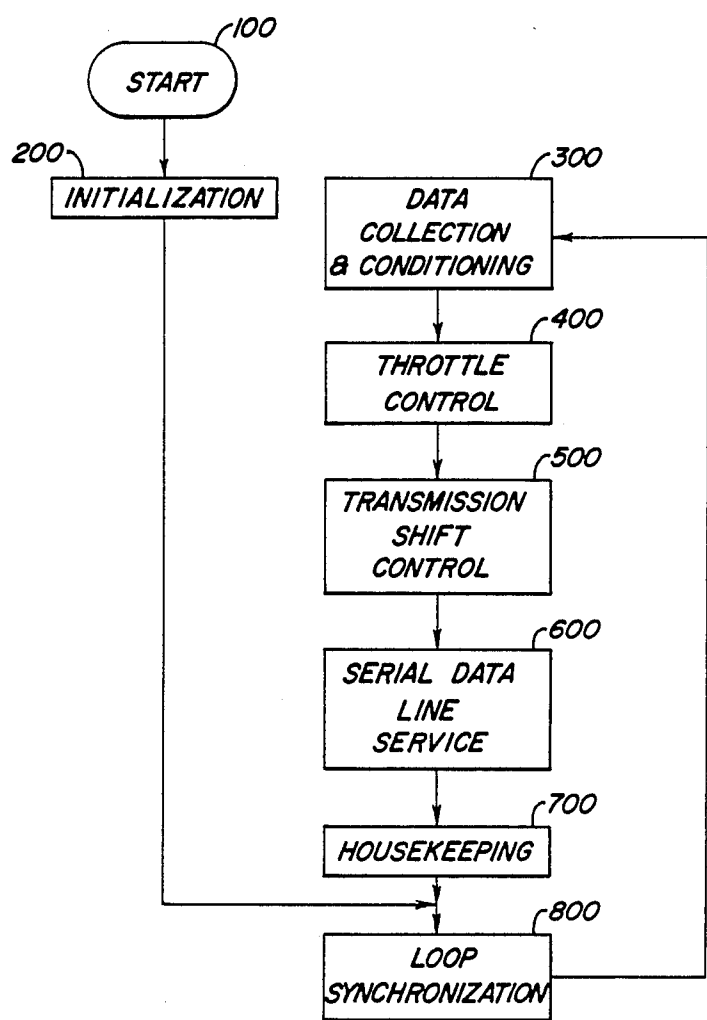 100
START
200
INITIALIZATION
300
DATA
COLLECTION
& CONDITIONING
400
THROTTLE
CONTROL
500
TRANSMISSION
SHIFT
CONTROL
600
SERIAL DATA
LINE
SERVICE
700
HOUSEKEEPING
800
LOOP
SYNCHRONIZATION